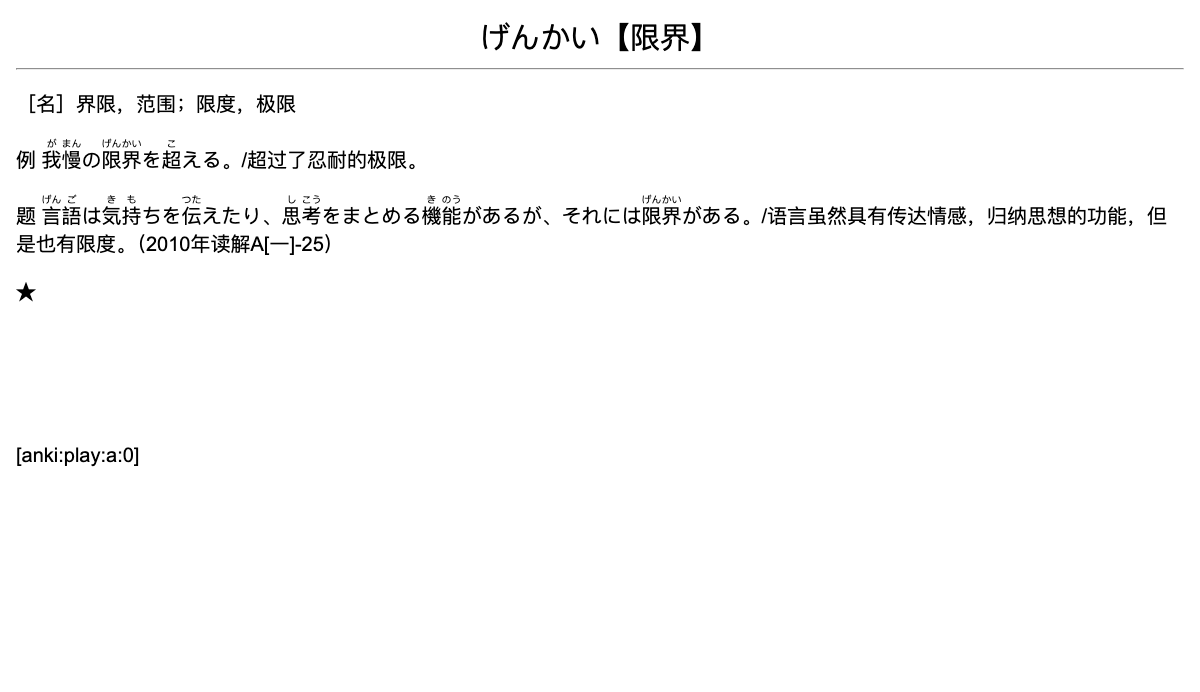 げんかい【限界】
［名］界限，范围；限度，极限
が まん げんかい こ
例 我慢の限界を超える。/超过了忍耐的极限。
げん ご き も つた し こう き のう げんかい
题 言語は気持ちを伝えたり、思考をまとめる機能があるが、それには限界がある。/语言虽然具有传达情感，归纳思想的功能，但
是也有限度。（2010年读解A[一]-25）
★
[anki:play:a:0]